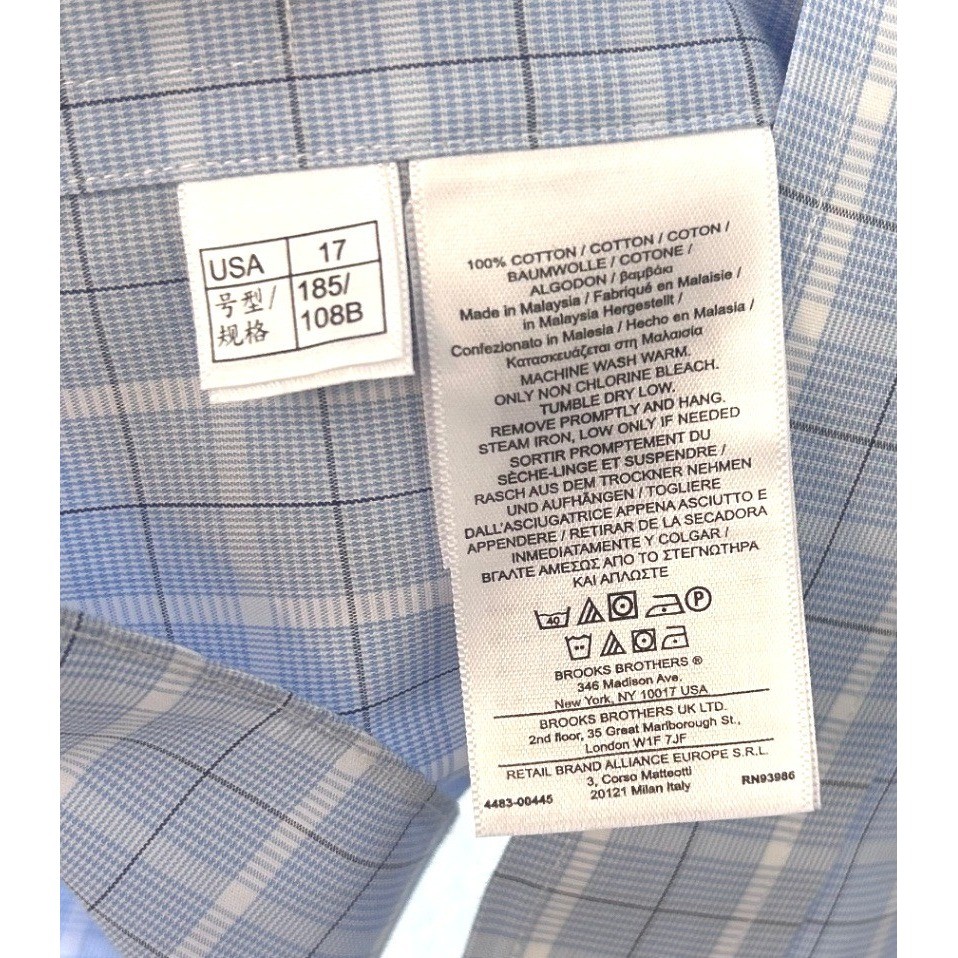 USA 17
号型/ 185/
规格 108B
100% COTTON / COTTON / COTON /
BAUMWOLLE / COTONE /
ALGODON / βαμβάκι
Made in Malaysia / Fabriqué en Malaisie /
in Malaysia Hergestellt /
Confezionato in Malesia / Hecho en Malasia /
Κατασκευάζεται στη Μαλαισία
MACHINE WASH WARM.
ONLY NON CHLORINE BLEACH.
TUMBLE DRY LOW.
REMOVE PROMPTLY AND HANG.
STEAM IRON, LOW ONLY IF NEEDED
SORTIR PROMPTEMENT DU
SÈCHE-LINGE ET SUSPENDRE /
RASCH AUS DEM TROCKNER NEHMEN
UND AUFHÄNGEN / TOGLIERE
DALL'ASCIUGATRICE APPENA ASCIUTTO E
APPENDERE / RETIRAR DE LA SECADORA
INMEDIATAMENTE Y COLGAR /
ΒΓΑΛΤΕ ΑΜΕΣΩΣ ΑΠΟ ΤΟ ΣΤΕΓΝΩΤΗΡΑ
ΚΑΙ ΑΠΛΩΣΤΕ
40 P
BROOKS BROTHERS ®
346 Madison Ave.
New York, NY 10017 USA
BROOKS BROTHERS UK LTD.
2nd floor, 35 Great Marlborough St.,
London W1F 7JF
RETAIL BRAND ALLIANCE EUROPE S.R.L.
3, Corso Matteotti
20121 Milan Italy
4483-00445 RN93986